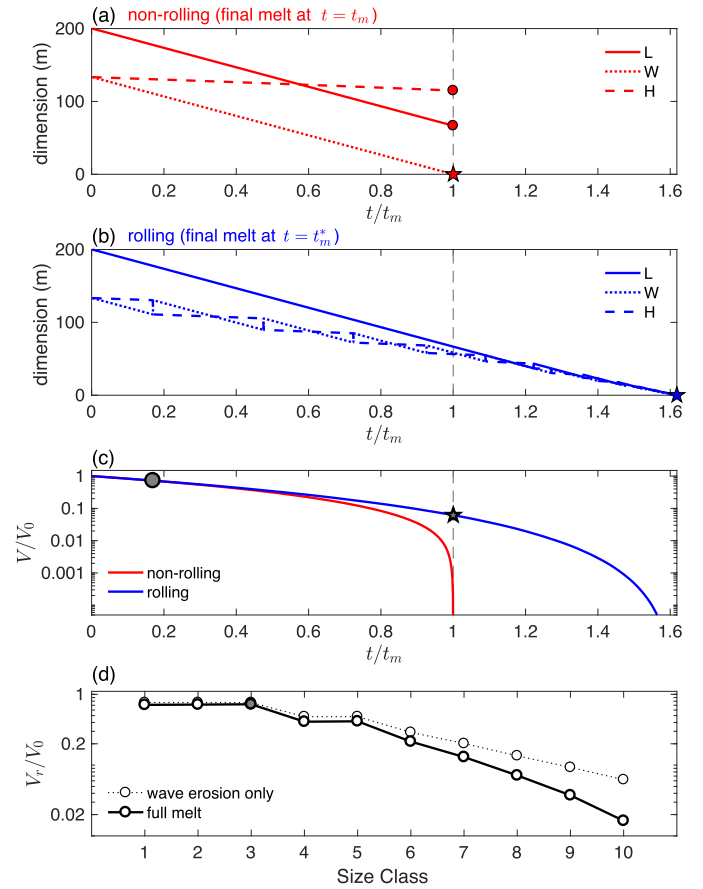 (a) non-rolling (final melt at t = t_m)
200
100
0
dimension (m)
L
W
H
0 0.2 0.4 0.6 0.8 1 1.2 1.4 1.6
t/t_m
(b) rolling (final melt at t = t_m^*)
200
100
0
dimension (m)
L
W
H
0 0.2 0.4 0.6 0.8 1 1.2 1.4 1.6
t/t_m
(c)
1
0.1
0.01
0.001
V/V_0
non-rolling
rolling
0 0.2 0.4 0.6 0.8 1 1.2 1.4 1.6
t/t_m
(d)
1
0.2
0.02
V_r/V_0
wave erosion only
full melt
1 2 3 4 5 6 7 8 9 10
Size Class